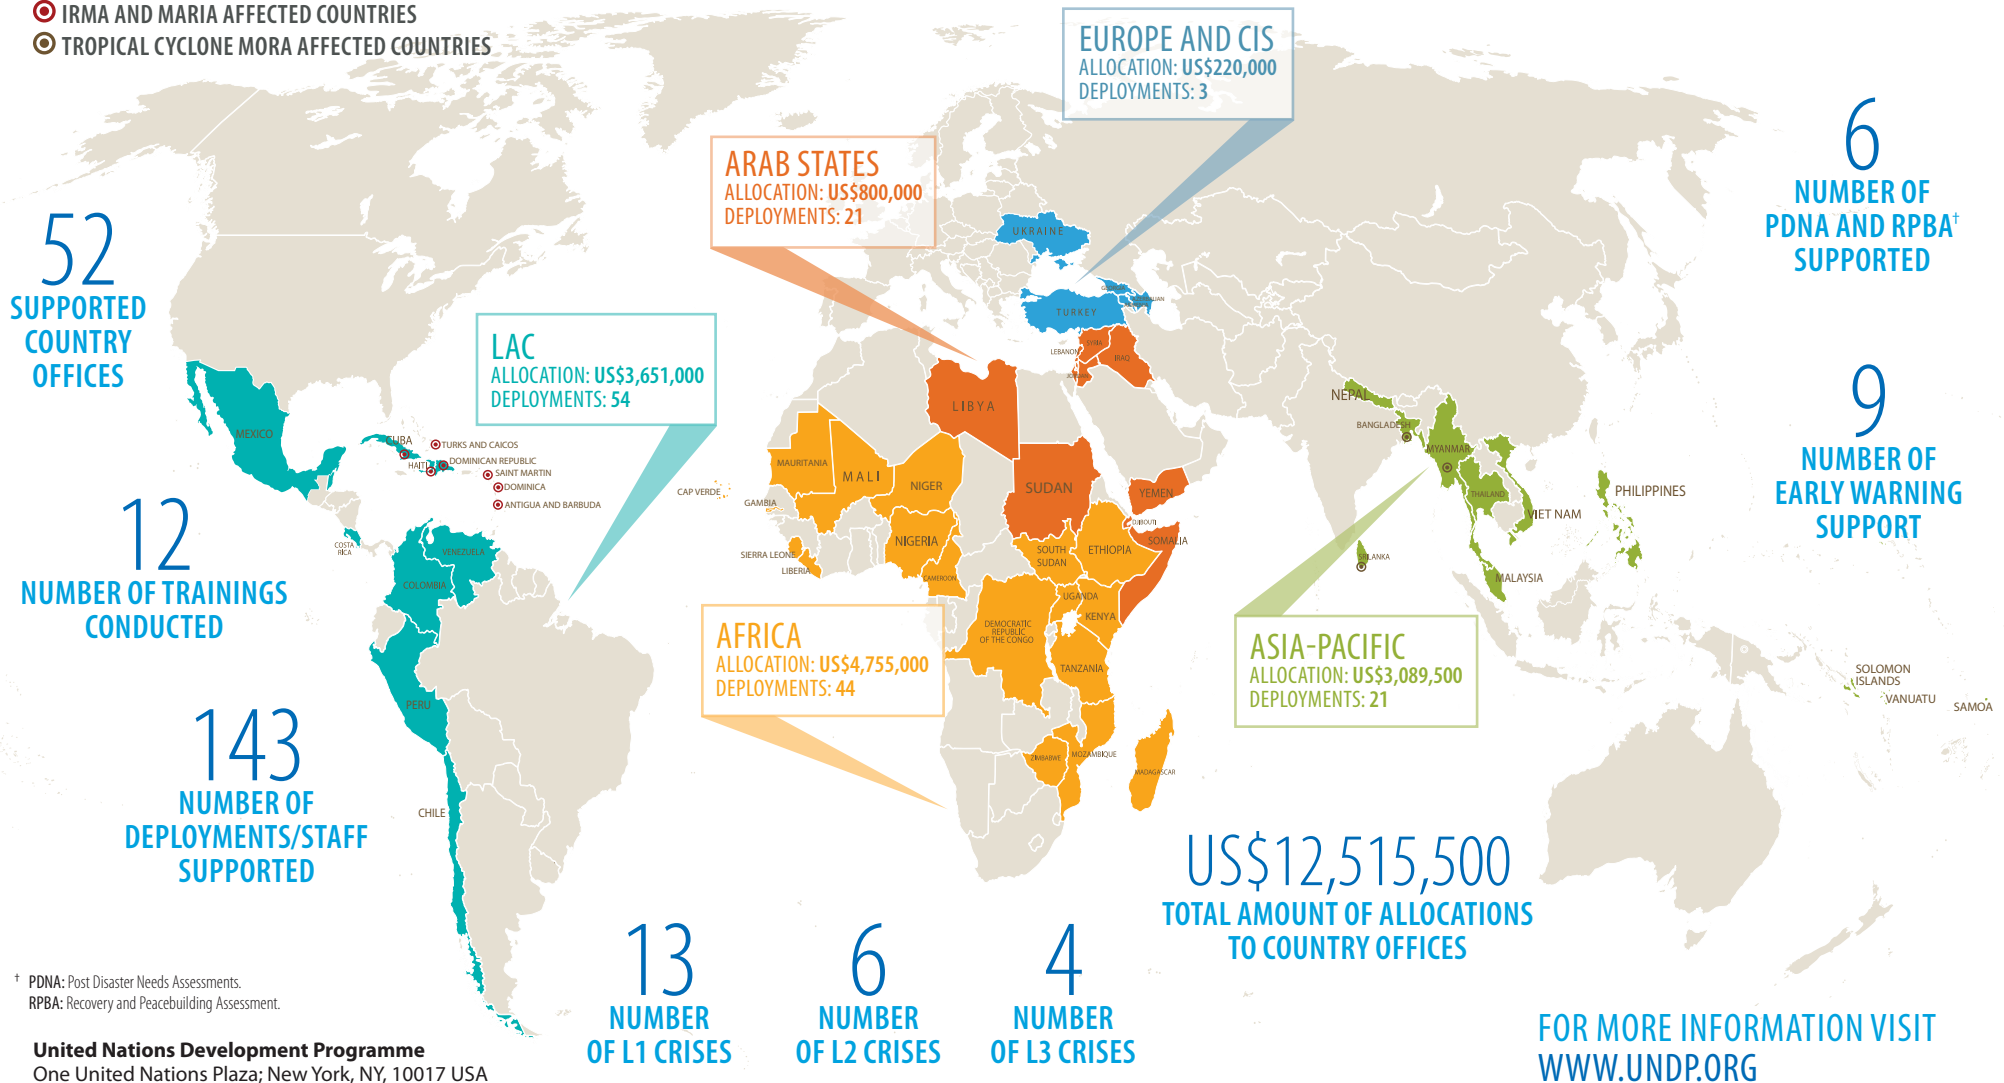 IRMA AND MARIA AFFECTED COUNTRIES
TROPICAL CYCLONE MORA AFFECTED COUNTRIES
EUROPE AND CIS
ALLOCATION: US$220,000
DEPLOYMENTS: 3
ARAB STATES
ALLOCATION: US$800,000
DEPLOYMENTS: 21
6
NUMBER OF
PDNA AND RPBA†
SUPPORTED
52
SUPPORTED
COUNTRY
OFFICES
LAC
ALLOCATION: US$3,651,000
DEPLOYMENTS: 54
9
NUMBER OF
EARLY WARNING
SUPPORT
12
NUMBER OF TRAININGS
CONDUCTED
AFRICA
ALLOCATION: US$4,755,000
DEPLOYMENTS: 44
ASIA-PACIFIC
ALLOCATION: US$3,089,500
DEPLOYMENTS: 21
143
NUMBER OF
DEPLOYMENTS/STAFF
SUPPORTED
US$12,515,500
TOTAL AMOUNT OF ALLOCATIONS
TO COUNTRY OFFICES
13
NUMBER
OF L1 CRISES
6
NUMBER
OF L2 CRISES
4
NUMBER
OF L3 CRISES
UKRAINE
GEORGIA
TURKEY
SYRIA
LEBANON
IRAQ
JORDAN
LIBYA
SUDAN
YEMEN
DJIBOUTI
SOMALIA
MEXICO
CUBA
TURKS AND CAICOS
HAITI
DOMINICAN REPUBLIC
SAINT MARTIN
DOMINICA
ANTIGUA AND BARBUDA
COSTA
RICA
VENEZUELA
COLOMBIA
PERU
CHILE
MAURITANIA
MALI
NIGER
CAP VERDE
GAMBIA
SIERRA LEONE
LIBERIA
NIGERIA
CAMEROON
SOUTH
SUDAN
ETHIOPIA
UGANDA
KENYA
DEMOCRATIC
REPUBLIC
OF THE CONGO
TANZANIA
ZIMBABWE
MOZAMBIQUE
MADAGASCAR
NEPAL
BANGLADESH
MYANMAR
THAILAND
VIET NAM
PHILIPPINES
SRI LANKA
MALAYSIA
SOLOMON
ISLANDS
VANUATU
SAMOA
† PDNA: Post Disaster Needs Assessments.
RPBA: Recovery and Peacebuilding Assessment.
United Nations Development Programme
One United Nations Plaza; New York, NY, 10017 USA
FOR MORE INFORMATION VISIT
WWW.UNDP.ORG